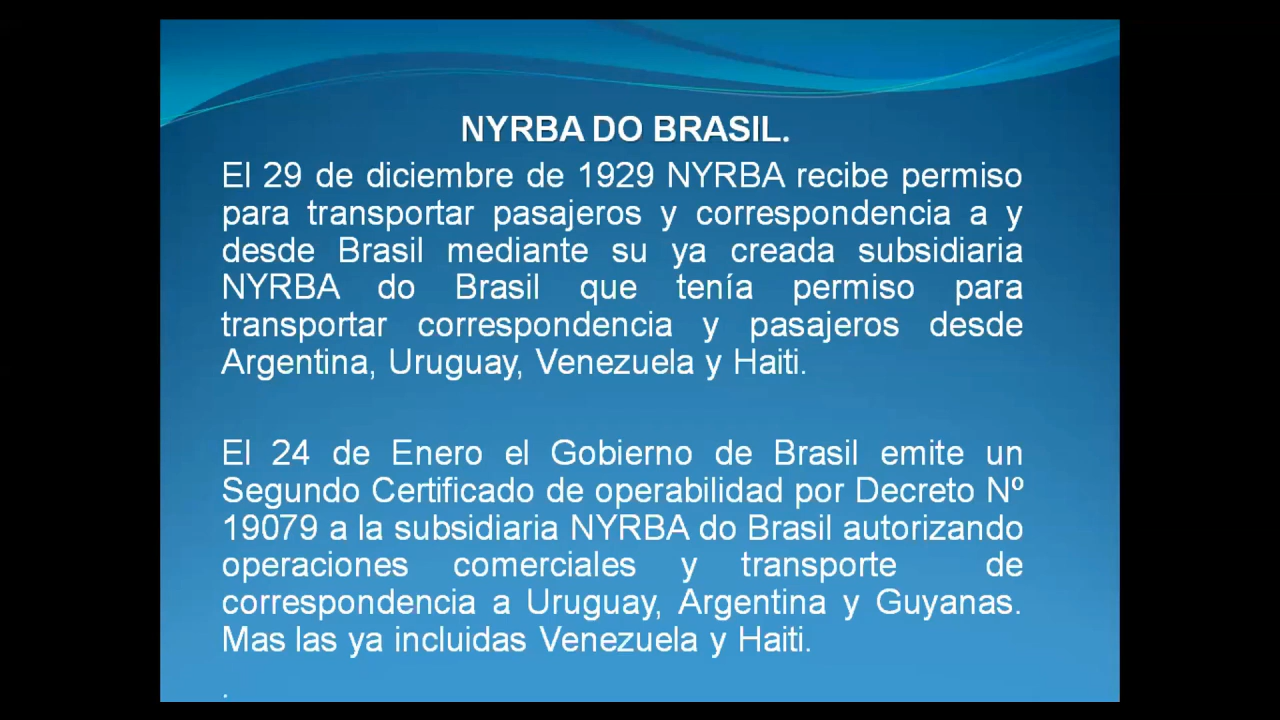 NYRBA DO BRASIL.
El 29 de diciembre de 1929 NYRBA recibe permiso
para transportar pasajeros y correspondencia a y
desde Brasil mediante su ya creada subsidiaria
NYRBA do Brasil que tenía permiso para
transportar correspondencia y pasajeros desde
Argentina, Uruguay, Venezuela y Haiti.
El 24 de Enero el Gobierno de Brasil emite un
Segundo Certificado de operabilidad por Decreto Nº
19079 a la subsidiaria NYRBA do Brasil autorizando
operaciones comerciales y transporte de
correspondencia a Uruguay, Argentina y Guyanas.
Mas las ya incluidas Venezuela y Haiti.
.